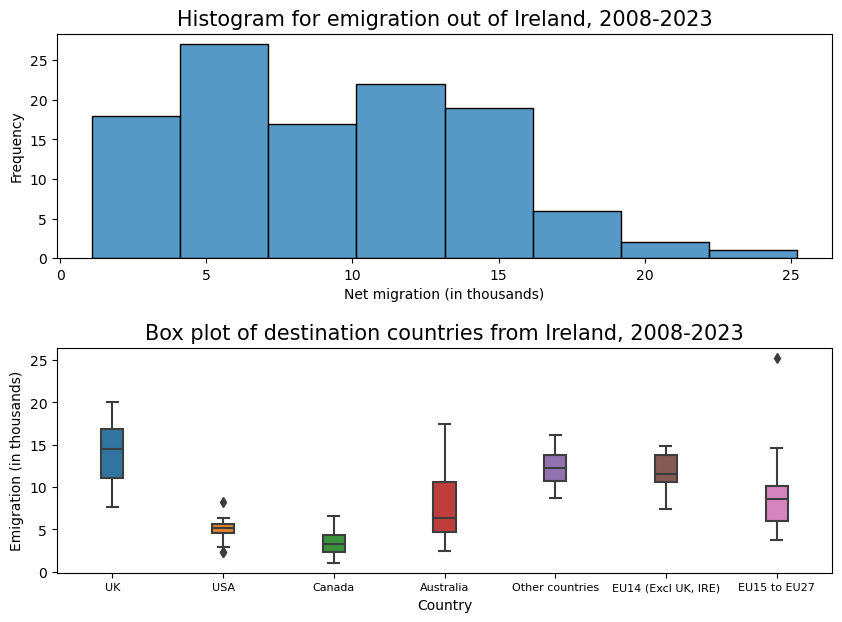 Histogram for emigration out of Ireland, 2008-2023
25
20
15
10
5
0
Frequency
0 5 10 15 20 25
Net migration (in thousands)
Box plot of destination countries from Ireland, 2008-2023
25
20
15
10
5
0
Emigration (in thousands)
UK USA Canada Australia Other countries EU14 (Excl UK, IRE) EU15 to EU27
Country